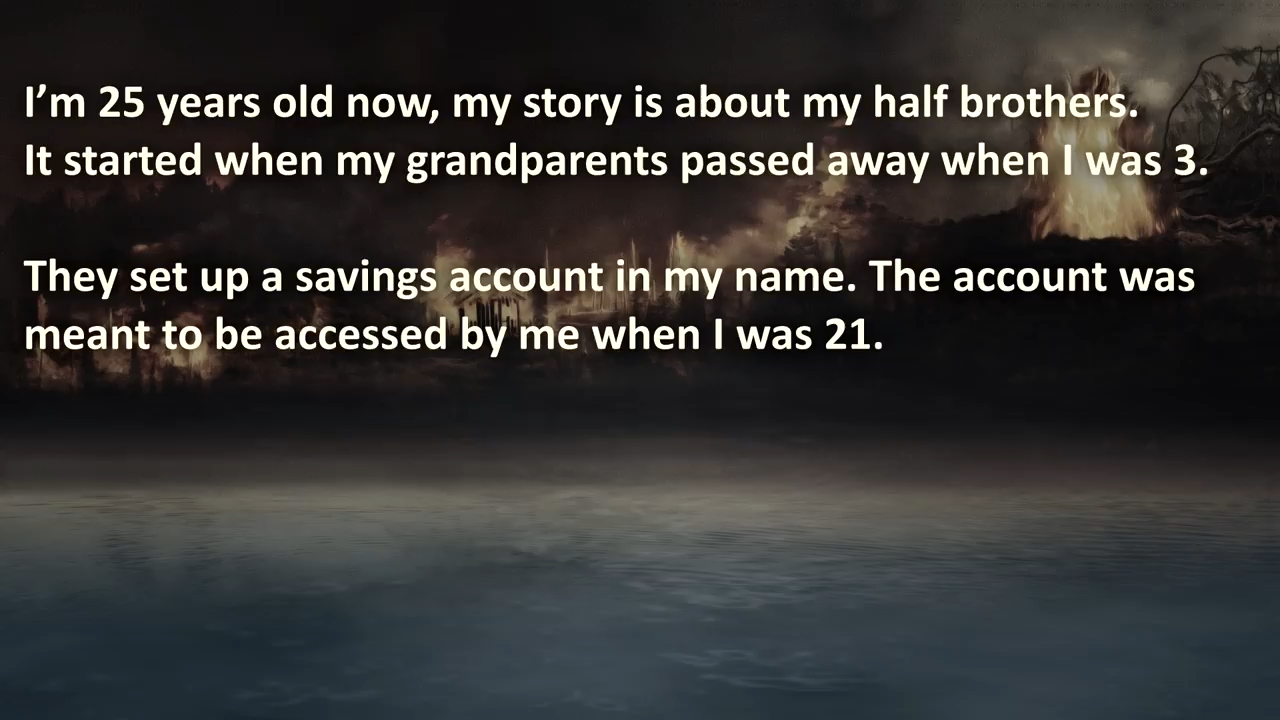 I’m 25 years old now, my story is about my half brothers.
It started when my grandparents passed away when I was 3.
They set up a savings account in my name. The account was
meant to be accessed by me when I was 21.